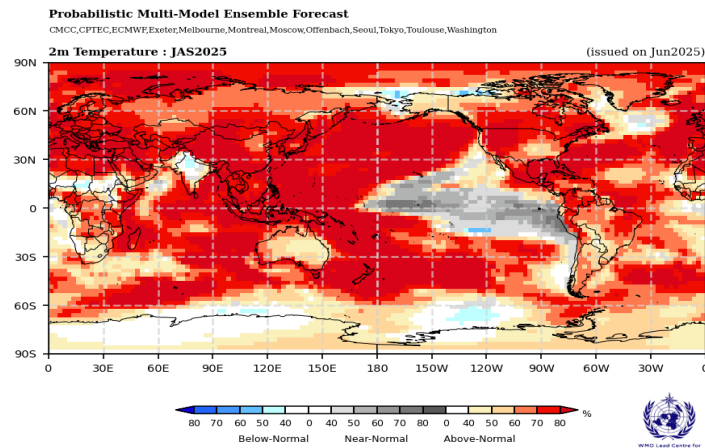 Probabilistic Multi-Model Ensemble Forecast
CMCC,CPTEC,ECMWF,Exeter,Melbourne,Montreal,Moscow,Offenbach,Seoul,Tokyo,Toulouse,Washington
2m Temperature : JAS2025 (issued on Jun2025)
90N
60N
30N
0
30S
60S
90S
0 30E 60E 90E 120E 150E 180 150W 120W 90W 60W 30W 0
80 70 60 50 40 0 40 50 60 70 80 0 40 50 60 70 80 %
Below-Normal Near-Normal Above-Normal
WMO Lead Centre for